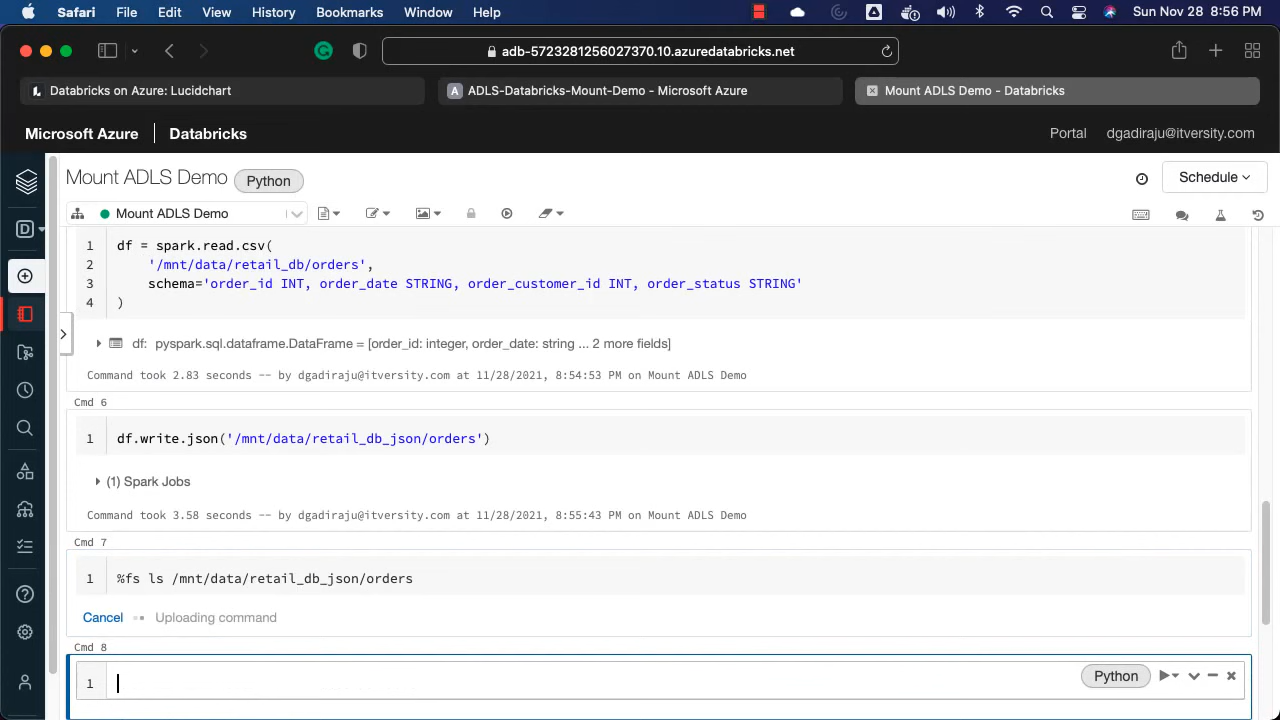 Safari File Edit View History Bookmarks Window Help Sun Nov 28 8:56 PM
adb-5723281256027370.10.azuredatabricks.net
Databricks on Azure: Lucidchart ADLS-Databricks-Mount-Demo - Microsoft Azure Mount ADLS Demo - Databricks
Microsoft Azure Databricks Portal dgadiraju@itversity.com
Mount ADLS Demo Python Schedule
D Mount ADLS Demo
1 df = spark.read.csv(
2 '/mnt/data/retail_db/orders',
3 schema='order_id INT, order_date STRING, order_customer_id INT, order_status STRING'
4 )
df: pyspark.sql.dataframe.DataFrame = [order_id: integer, order_date: string ... 2 more fields]
Command took 2.83 seconds -- by dgadiraju@itversity.com at 11/28/2021, 8:54:53 PM on Mount ADLS Demo
Cmd 6
1 df.write.json('/mnt/data/retail_db_json/orders')
(1) Spark Jobs
Command took 3.58 seconds -- by dgadiraju@itversity.com at 11/28/2021, 8:55:43 PM on Mount ADLS Demo
Cmd 7
1 %fs ls /mnt/data/retail_db_json/orders
Cancel Uploading command
Cmd 8
1 Python